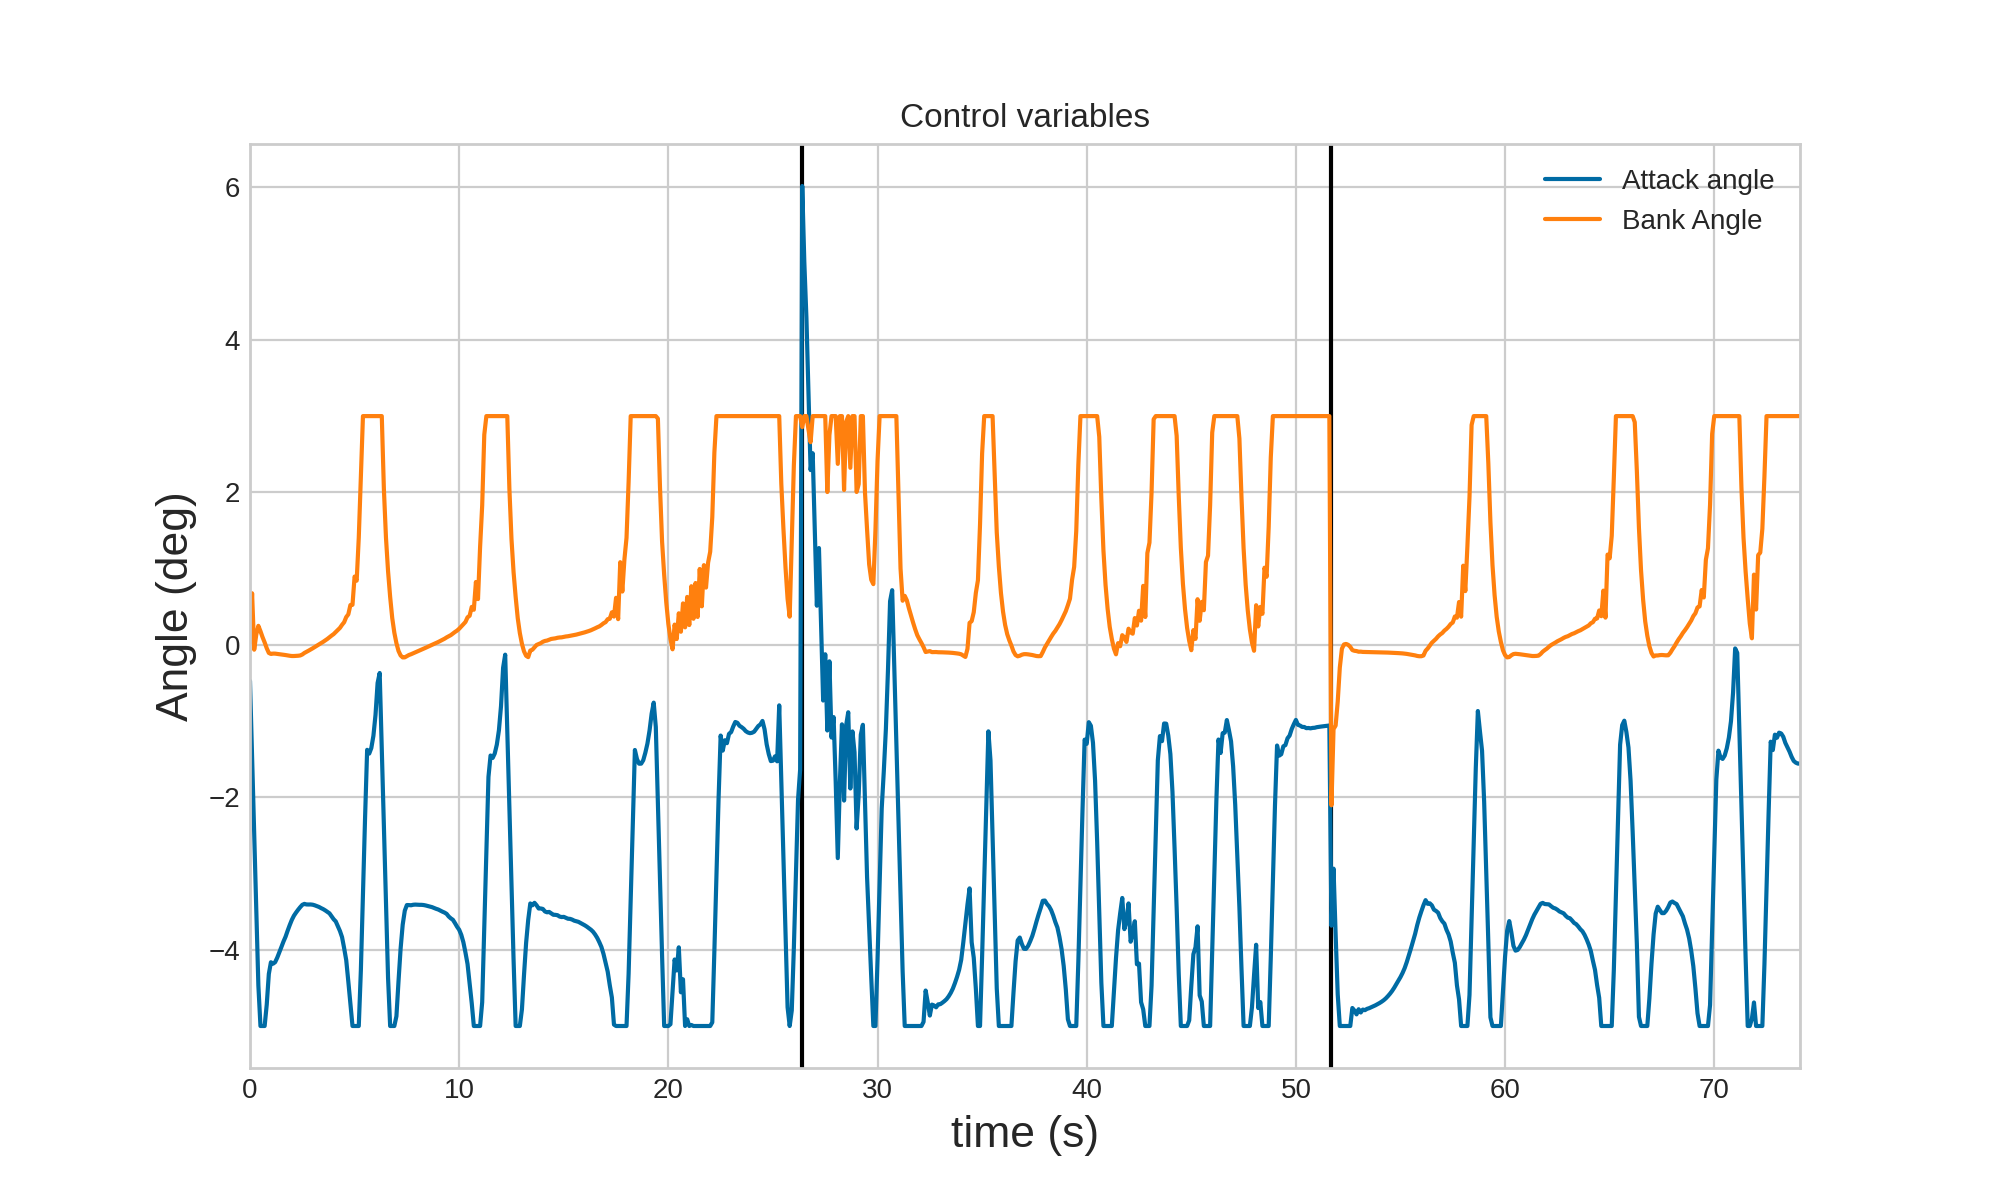 Control variables
Attack angle
Bank Angle
6
4
2
0
−2
−4
Angle (deg)
0 10 20 30 40 50 60 70
time (s)